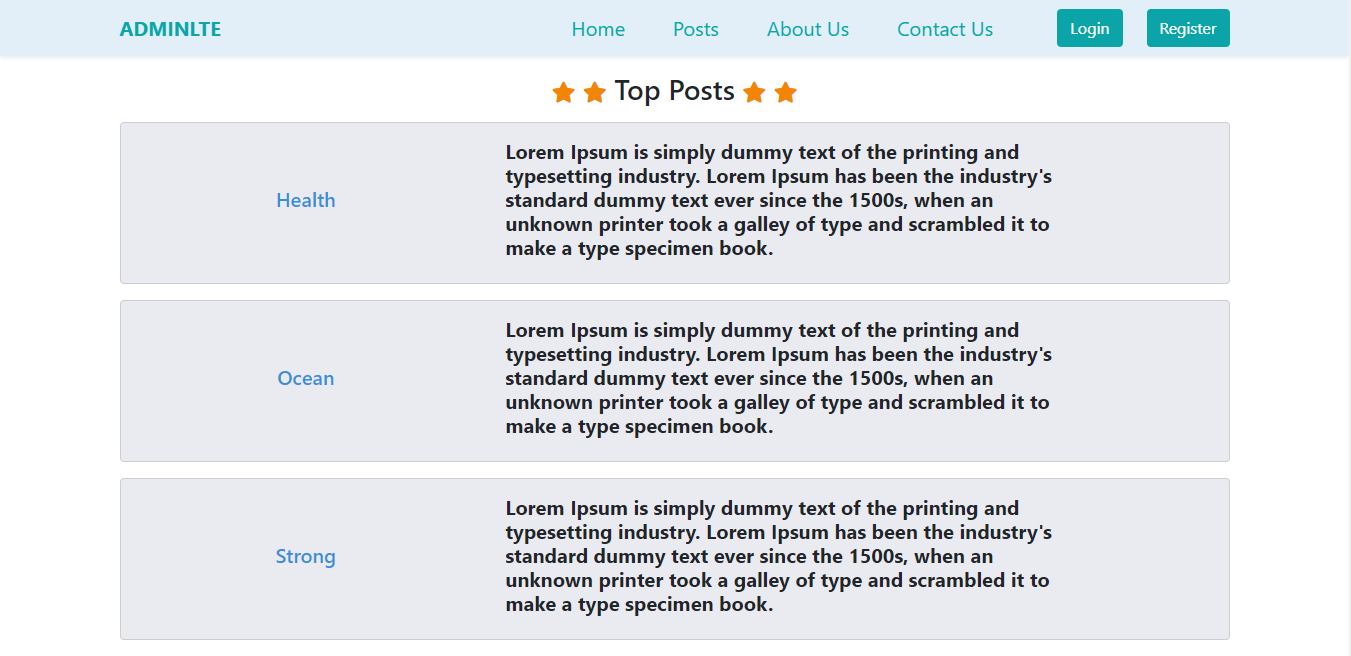 ADMINLTE
Home
Posts
About Us
Contact Us
Login
Register
Top Posts
Health
Lorem Ipsum is simply dummy text of the printing and
typesetting industry. Lorem Ipsum has been the industry's
standard dummy text ever since the 1500s, when an
unknown printer took a galley of type and scrambled it to
make a type specimen book.
Ocean
Lorem Ipsum is simply dummy text of the printing and
typesetting industry. Lorem Ipsum has been the industry's
standard dummy text ever since the 1500s, when an
unknown printer took a galley of type and scrambled it to
make a type specimen book.
Strong
Lorem Ipsum is simply dummy text of the printing and
typesetting industry. Lorem Ipsum has been the industry's
standard dummy text ever since the 1500s, when an
unknown printer took a galley of type and scrambled it to
make a type specimen book.